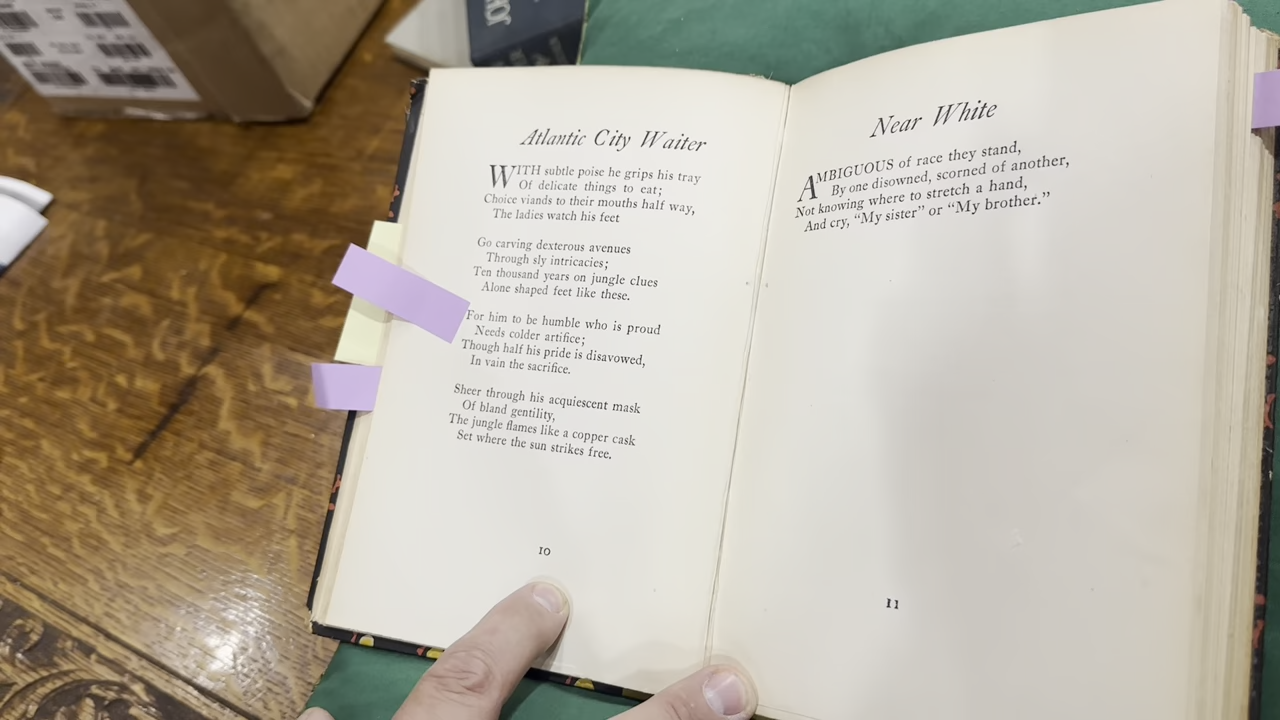 Atlantic City Waiter
WITH subtle poise he grips his tray
Of delicate things to eat;
Choice viands to their mouths half way,
The ladies watch his feet
Go carving dexterous avenues
Through sly intricacies;
Ten thousand years on jungle clues
Alone shaped feet like these.
For him to be humble who is proud
Needs colder artifice;
Though half his pride is disavowed,
In vain the sacrifice.
Sheer through his acquiescent mask
Of bland gentility,
The jungle flames like a copper cask
Set where the sun strikes free.
10
Near White
AMBIGUOUS of race they stand,
By one disowned, scorned of another,
Not knowing where to stretch a hand,
And cry, “My sister” or “My brother.”
11